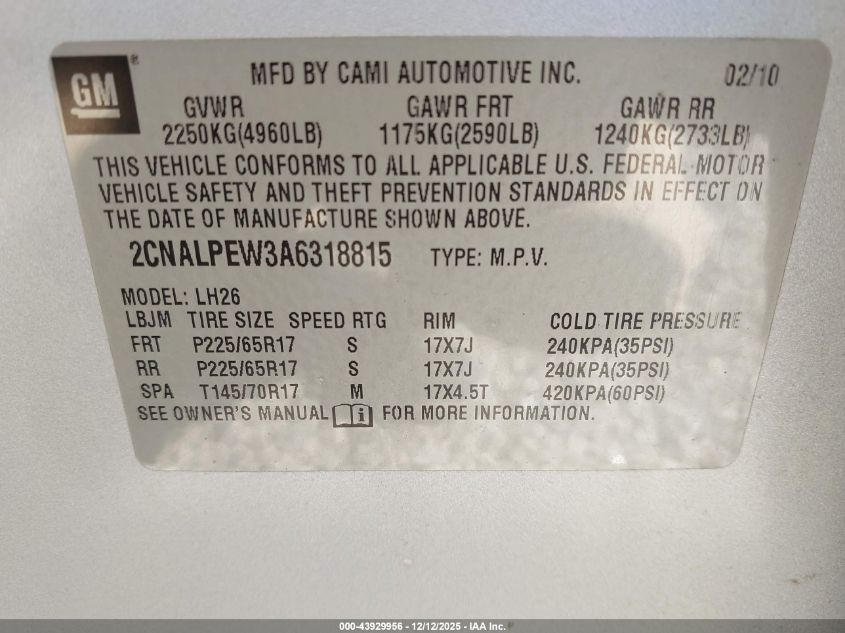 GM
®
MFD BY CAMI AUTOMOTIVE INC. 02/10
GVWR GAWR FRT GAWR RR
2250KG(4960LB) 1175KG(2590LB) 1240KG(2733LB)
THIS VEHICLE CONFORMS TO ALL APPLICABLE U.S. FEDERAL MOTOR
VEHICLE SAFETY AND THEFT PREVENTION STANDARDS IN EFFECT ON
THE DATE OF MANUFACTURE SHOWN ABOVE.
2CNALPEW3A6318815 TYPE: M.P.V.
MODEL: LH26
LBJM TIRE SIZE SPEED RTG RIM COLD TIRE PRESSURE
FRT P225/65R17 S 17X7J 240KPA(35PSI)
RR P225/65R17 S 17X7J 240KPA(35PSI)
SPA T145/70R17 M 17X4.5T 420KPA(60PSI)
SEE OWNER'S MANUAL i FOR MORE INFORMATION.
000-43929956 - 12/12/2025 - IAA Inc.